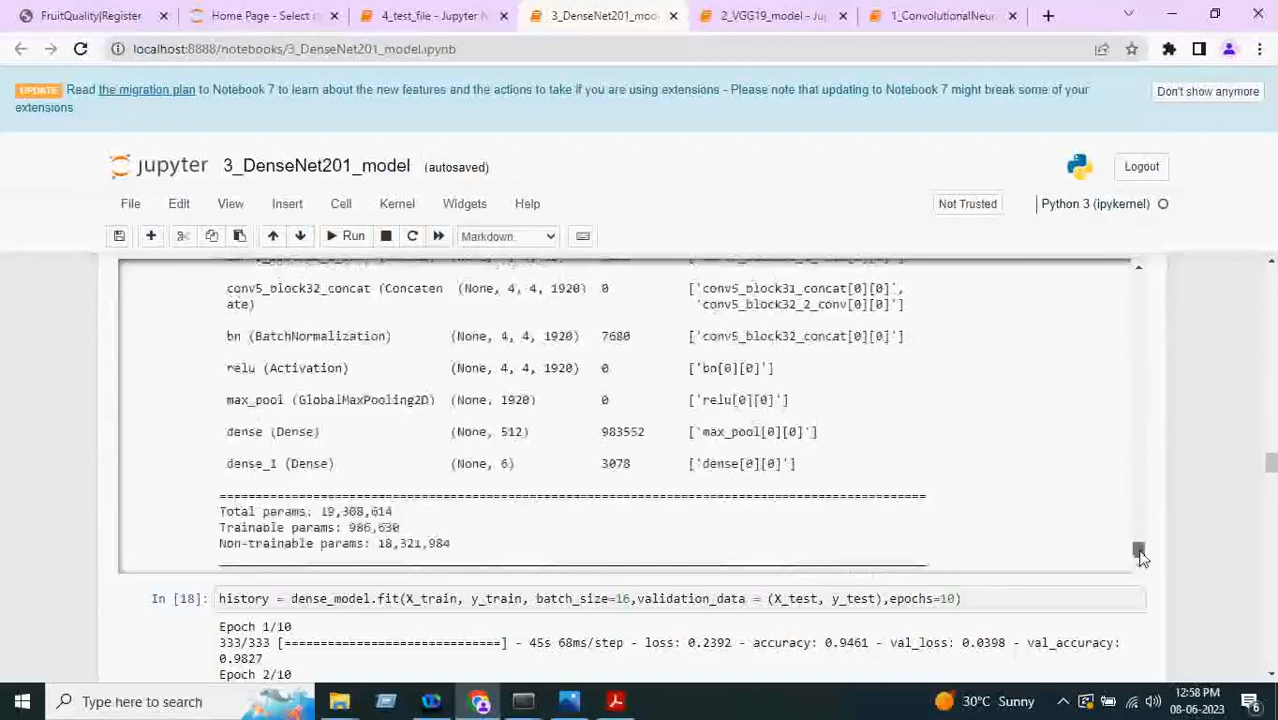 FruitQuality|Register
Home Page - Select
4_test_file - Jupyter N
3_DenseNet201_mo
2_VGG19_model - Ju
1_ConvolutionalNeu
localhost:8888/notebooks/3_DenseNet201_model.ipynb
UPDATE Read the migration plan to Notebook 7 to learn about the new features and the actions to take if you are using extensions - Please note that updating to Notebook 7 might break some of your
extensions
Don't show anymore
jupyter 3_DenseNet201_model (autosaved)
Logout
File Edit View Insert Cell Kernel Widgets Help
Not Trusted
Python 3 (ipykernel)
Run
Markdown
conv5_block32_concat (Concaten (None, 4, 4, 1920) 0 ['conv5_block31_concat[0][0]',
ate) 'conv5_block32_2_conv[0][0]']
bn (BatchNormalization) (None, 4, 4, 1920) 7680 ['conv5_block32_concat[0][0]']
relu (Activation) (None, 4, 4, 1920) 0 ['bn[0][0]']
max_pool (GlobalMaxPooling2D) (None, 1920) 0 ['relu[0][0]']
dense (Dense) (None, 512) 983552 ['max_pool[0][0]']
dense_1 (Dense) (None, 6) 3078 ['dense[0][0]']
Total params: 19,308,614
Trainable params: 986,630
Non-trainable params: 18,321,984
In [18]: history = dense_model.fit(X_train, y_train, batch_size=16,validation_data = (X_test, y_test),epochs=10)
Epoch 1/10
333/333 [==============================] - 45s 68ms/step - loss: 0.2392 - accuracy: 0.9461 - val_loss: 0.0398 - val_accuracy:
0.9827
Epoch 2/10
Type here to search
30°C Sunny
12:58 PM
08-06-2023
6